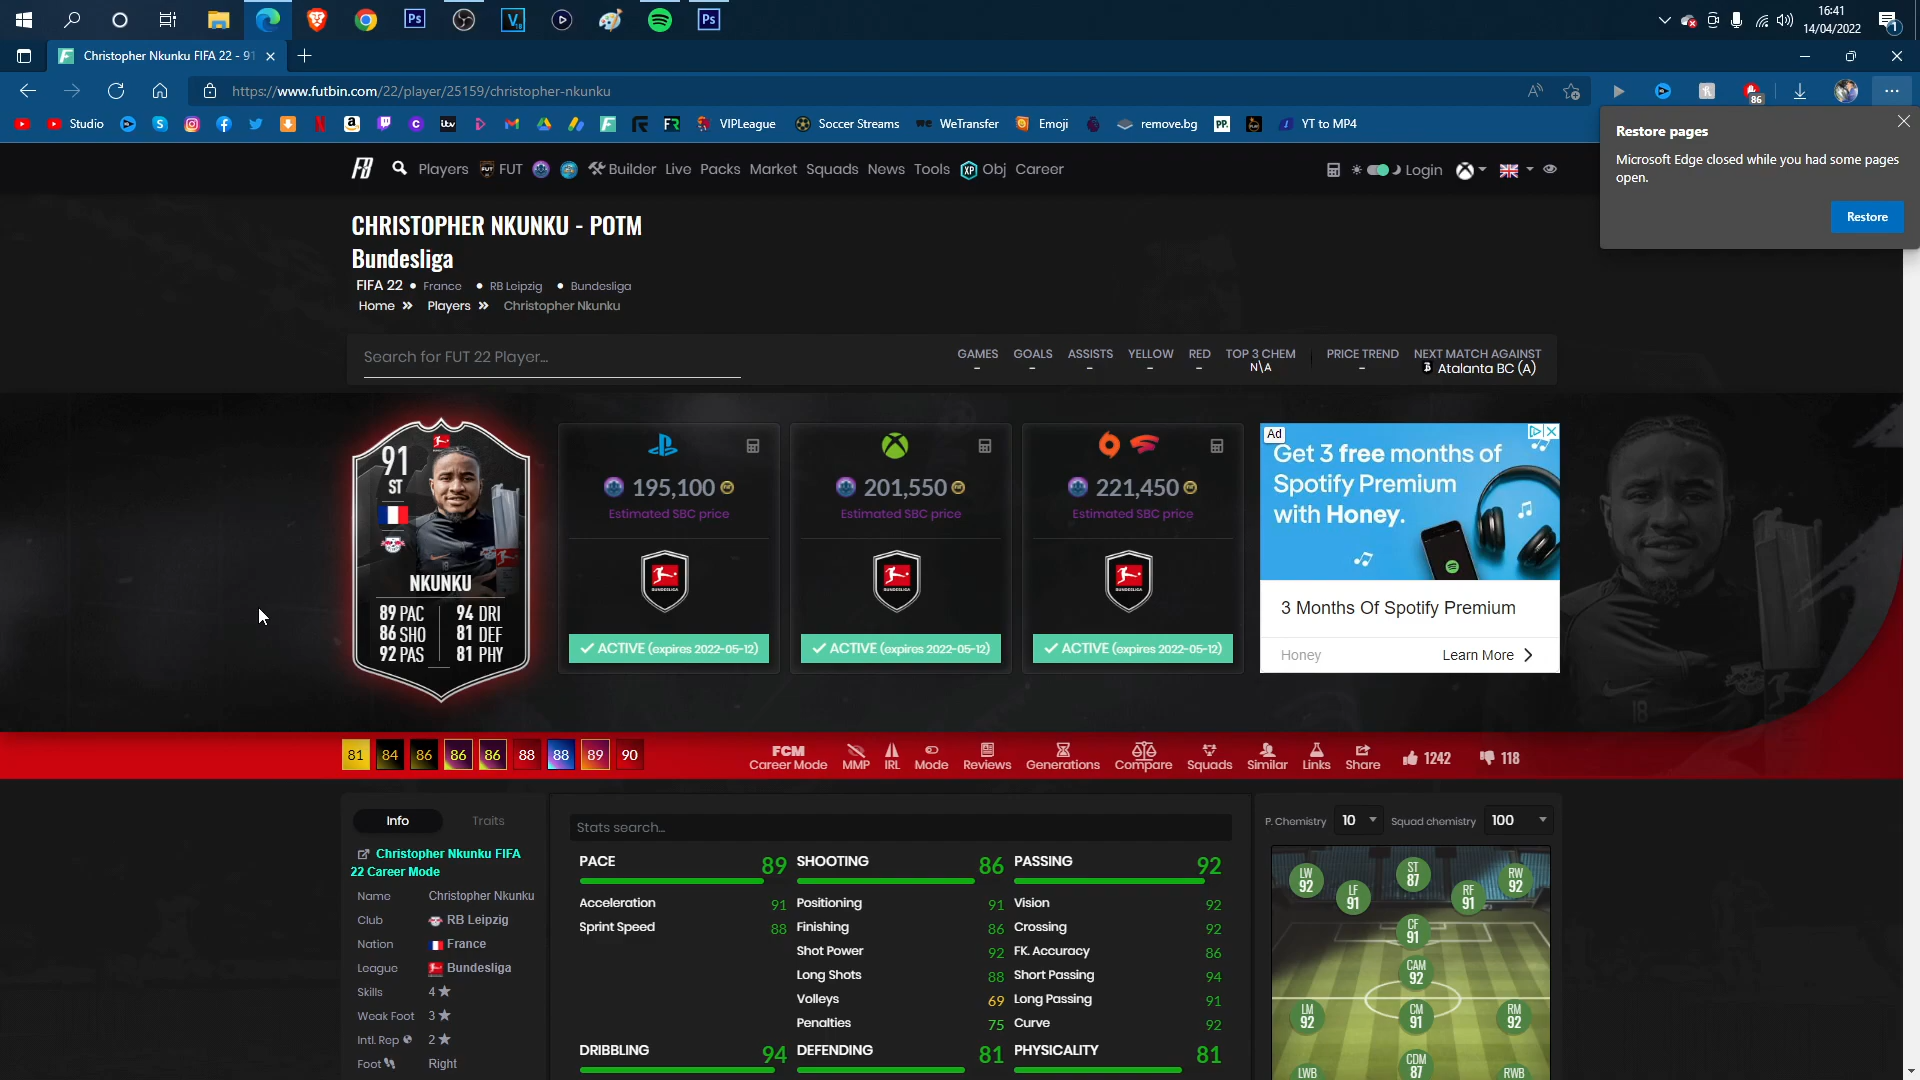 16:41
14/04/2022
1
Christopher Nkunku FIFA 22 - 91
https://www.futbin.com/22/player/25159/christopher-nkunku
86
Studio
VIPLeague
Soccer Streams
WeTransfer
Emoji
remove.bg
YT to MP4
Restore pages
Microsoft Edge closed while you had some pages
open.
Restore
Players FUT Builder Live Packs Market Squads News Tools Obj Career
Login
CHRISTOPHER NKUNKU - POTM
Bundesliga
FIFA 22 • France • RB Leipzig • Bundesliga
Home » Players » Christopher Nkunku
Search for FUT 22 Player...
GAMES GOALS ASSISTS YELLOW RED TOP 3 CHEM PRICE TREND NEXT MATCH AGAINST
- - - - - N\A - Atalanta BC (A)
91
ST
NKUNKU
89 PAC 94 DRI
86 SHO 81 DEF
92 PAS 81 PHY
195,100
Estimated SBC price
BUNDESLIGA
ACTIVE (expires 2022-05-12)
201,550
Estimated SBC price
BUNDESLIGA
ACTIVE (expires 2022-05-12)
221,450
Estimated SBC price
BUNDESLIGA
ACTIVE (expires 2022-05-12)
Ad
Get 3 free months of
Spotify Premium
with Honey.
3 Months Of Spotify Premium
Honey Learn More
81 84 86 86 86 88 88 89 90
FCM
Career Mode MMP IRL Mode Reviews Generations Compare Squads Similar Links Share 1242 118
Info Traits
Christopher Nkunku FIFA
22 Career Mode
Name Christopher Nkunku
Club RB Leipzig
Nation France
League Bundesliga
Skills 4★
Weak Foot 3★
Intl. Rep 2★
Foot Right
Stats search...
PACE 89 SHOOTING 86 PASSING 92
Acceleration 91 Positioning 91 Vision 92
Sprint Speed 88 Finishing 86 Crossing 92
Shot Power 92 FK. Accuracy 86
Long Shots 88 Short Passing 94
Volleys 69 Long Passing 91
Penalties 75 Curve 92
DRIBBLING 94 DEFENDING 81 PHYSICALITY 81
P. Chemistry 10 Squad chemistry 100
LW
92
ST
87
RW
92
LF
91
RF
91
CF
91
CAM
92
LM
92
CM
91
RM
92
CDM
87
LWB
RWB